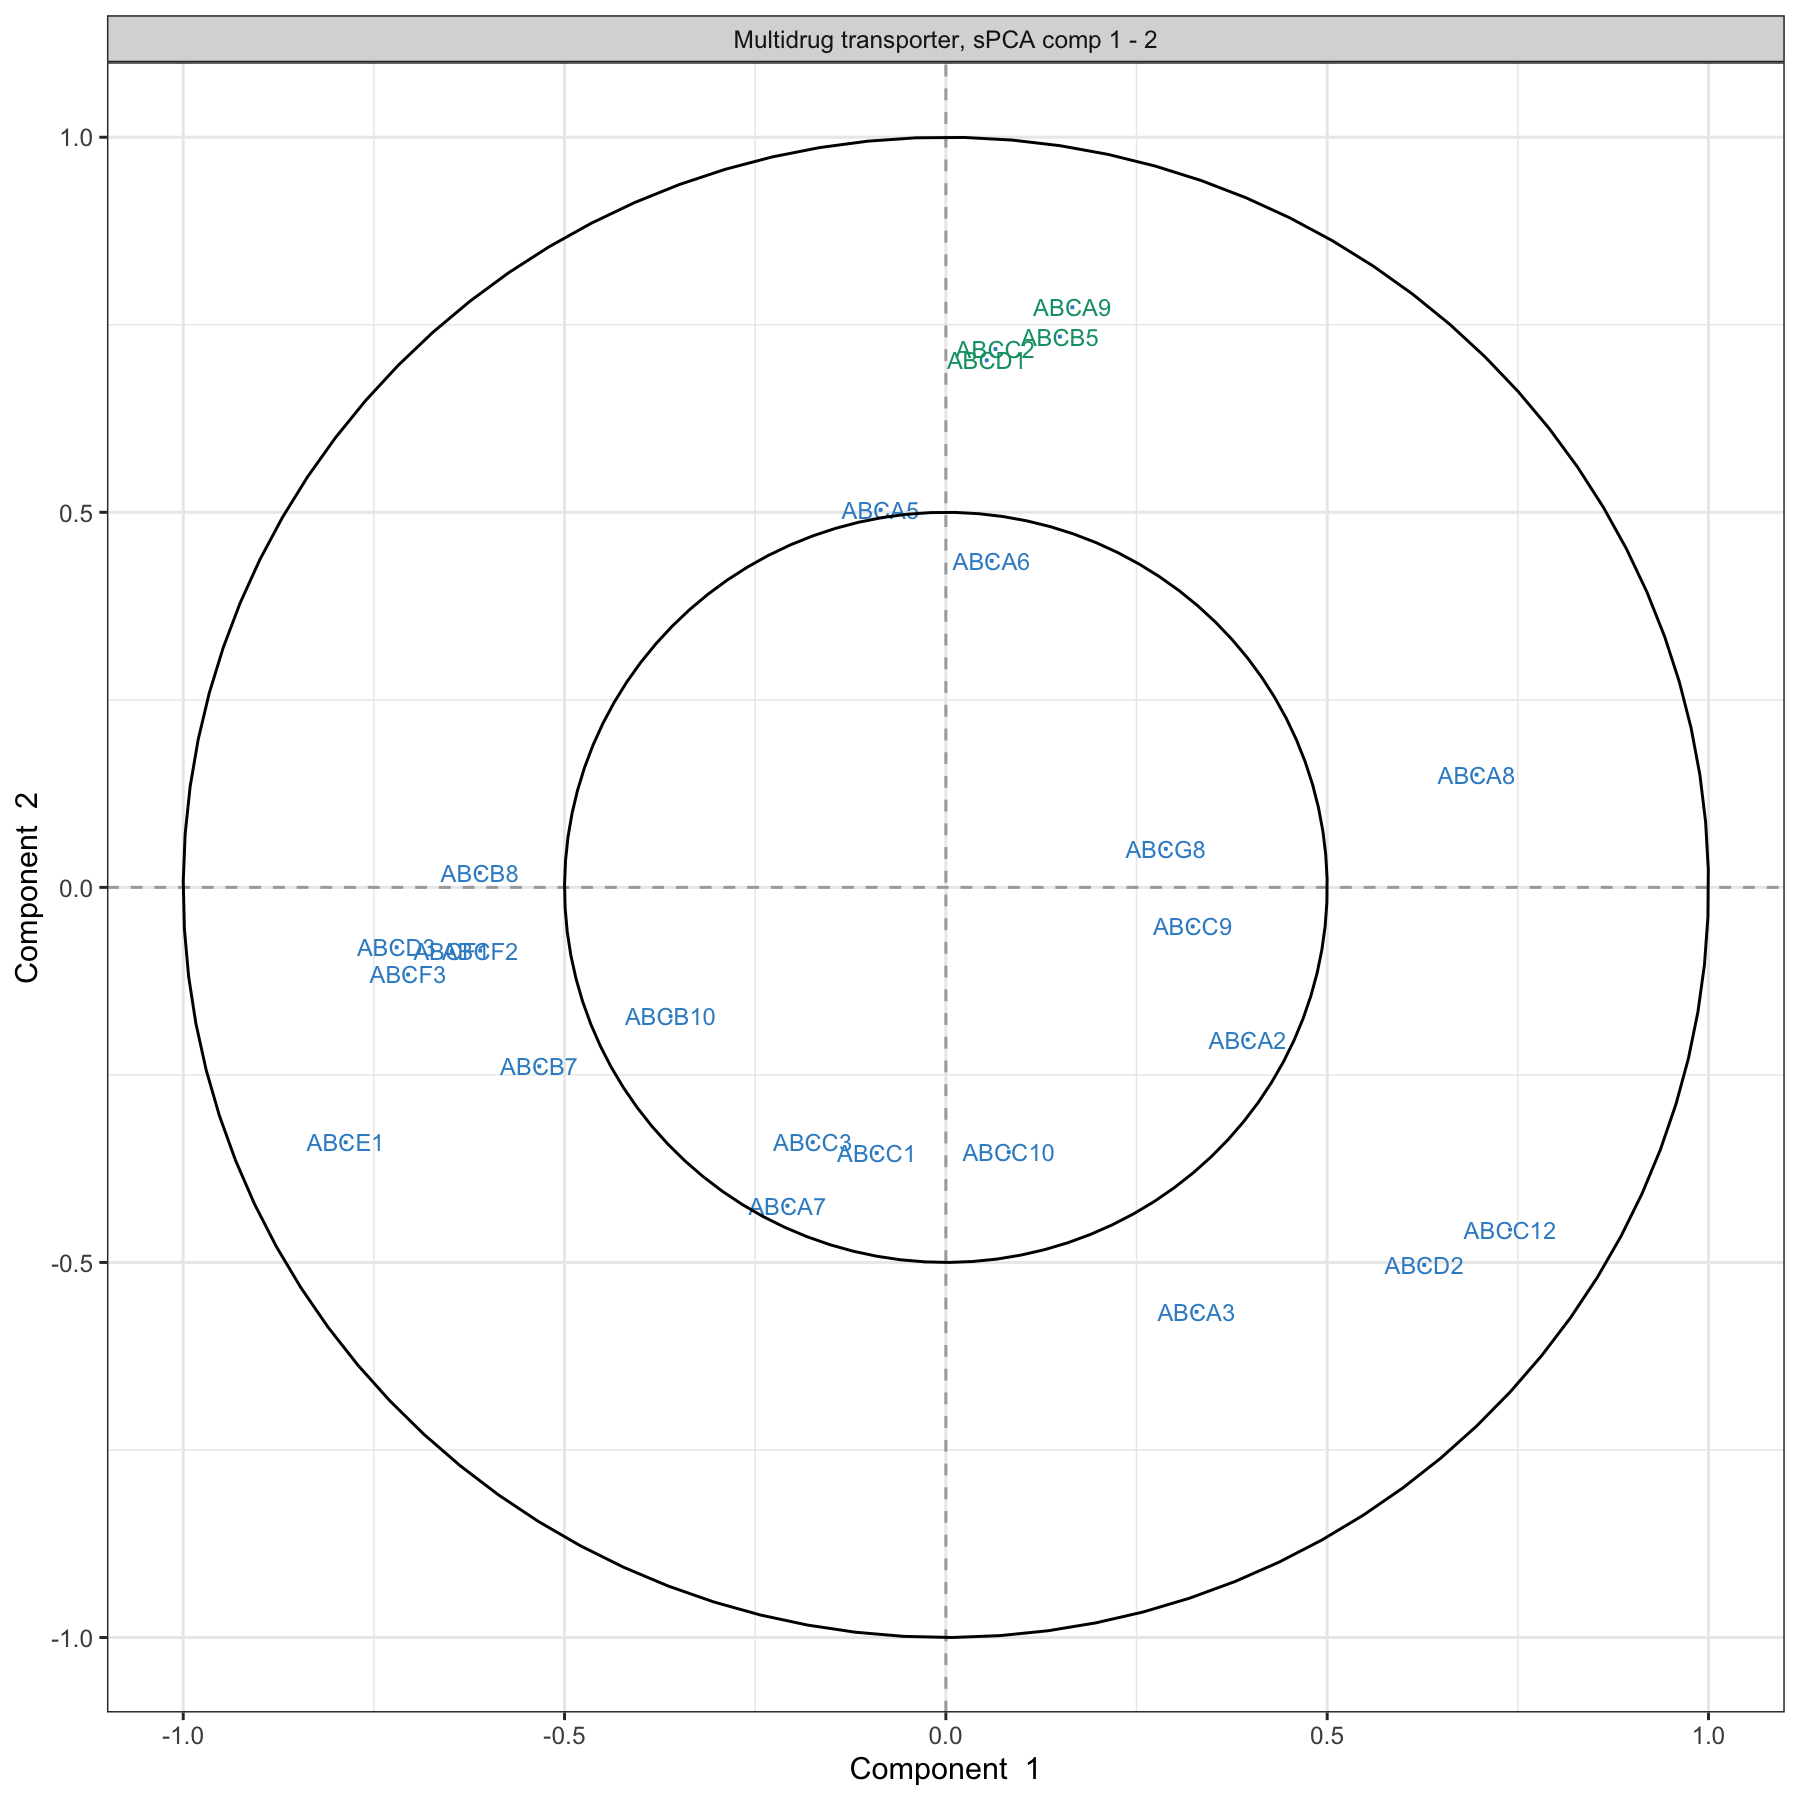 Multidrug transporter, sPCA comp 1 - 2
1.0
ABCA9
ABCB5
ABCC2
ABCD1
0.5
ABCA5
ABCA6
ABCA8
ABCG8
ABCB8
0.0
ABCC9
ABCD3
ABCF1
ABCF2
ABCF3
ABCB10
ABCA2
ABCB7
ABCE1
ABCC3
ABCC1
ABCC10
ABCA7
ABCC12
-0.5
ABCD2
ABCA3
-1.0
-1.0
-0.5
0.0
0.5
1.0
Component 1
Component 2